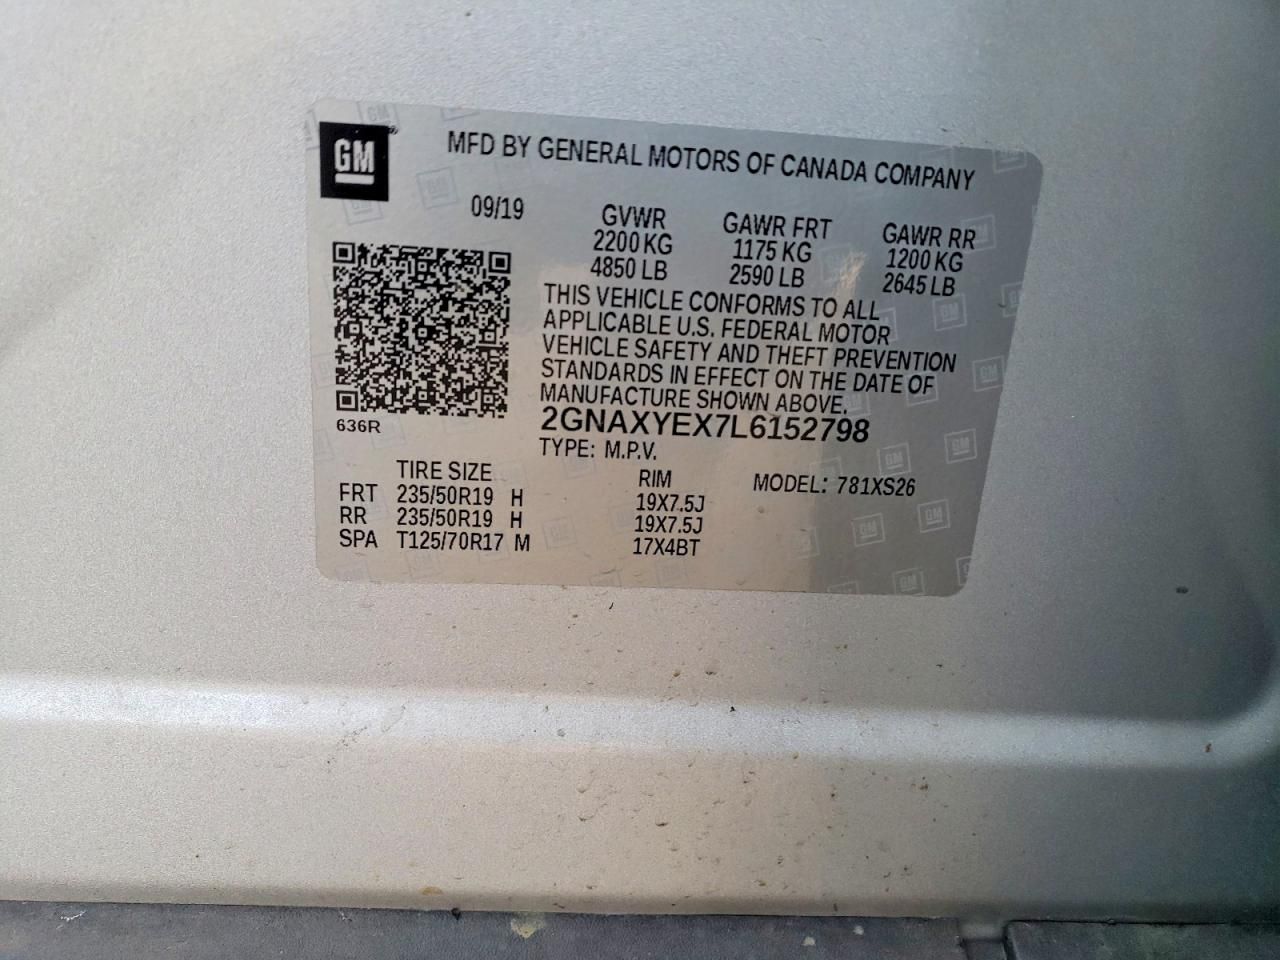 GM
MFD BY GENERAL MOTORS OF CANADA COMPANY
09/19
GVWR GAWR FRT GAWR RR
2200 KG 1175 KG 1200 KG
4850 LB 2590 LB 2645 LB
THIS VEHICLE CONFORMS TO ALL
APPLICABLE U.S. FEDERAL MOTOR
VEHICLE SAFETY AND THEFT PREVENTION
STANDARDS IN EFFECT ON THE DATE OF
MANUFACTURE SHOWN ABOVE.
636R
2GNAXYEX7L6152798
TYPE: M.P.V.
TIRE SIZE RIM MODEL: 781XS26
FRT 235/50R19 H 19X7.5J
RR 235/50R19 H 19X7.5J
SPA T125/70R17 M 17X4BT